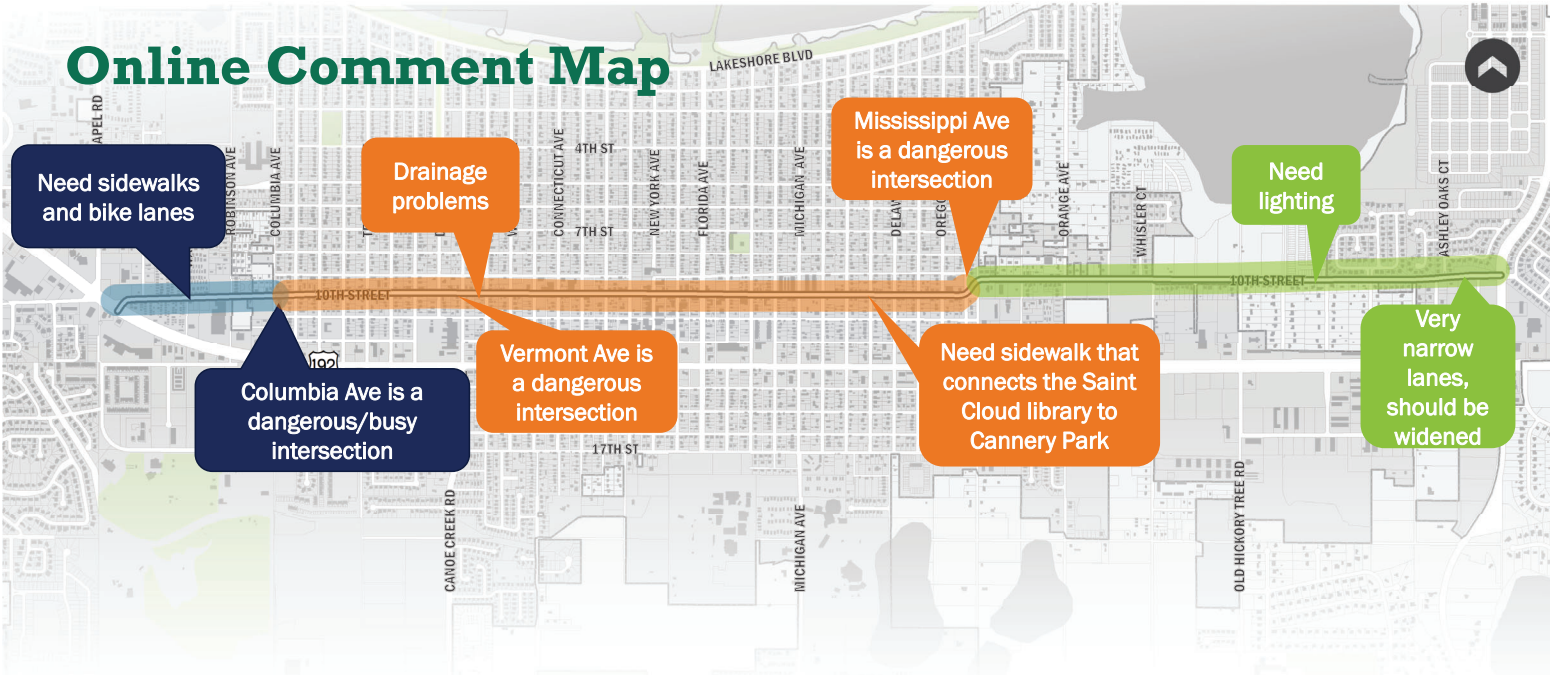 Online Comment Map
LAKESHORE BLVD
Need sidewalks
and bike lanes
Drainage
problems
Mississippi Ave
is a dangerous
intersection
Need
lighting
ROBINSON AVE
COLUMBIA AVE
CONNECTICUT AVE
4TH ST
7TH ST
NEW YORK AVE
FLORIDA AVE
MICHIGAN AVE
ORANGE AVE
WHISLER CT
ASHLEY OAKS CT
10TH STREET
10TH STREET
192
Columbia Ave is a
dangerous/busy
intersection
Vermont Ave is
a dangerous
intersection
Need sidewalk that
connects the Saint
Cloud library to
Cannery Park
Very
narrow
lanes,
should be
widened
17TH ST
CANOE CREEK RD
MICHIGAN AVE
OLD HICKORY TREE RD